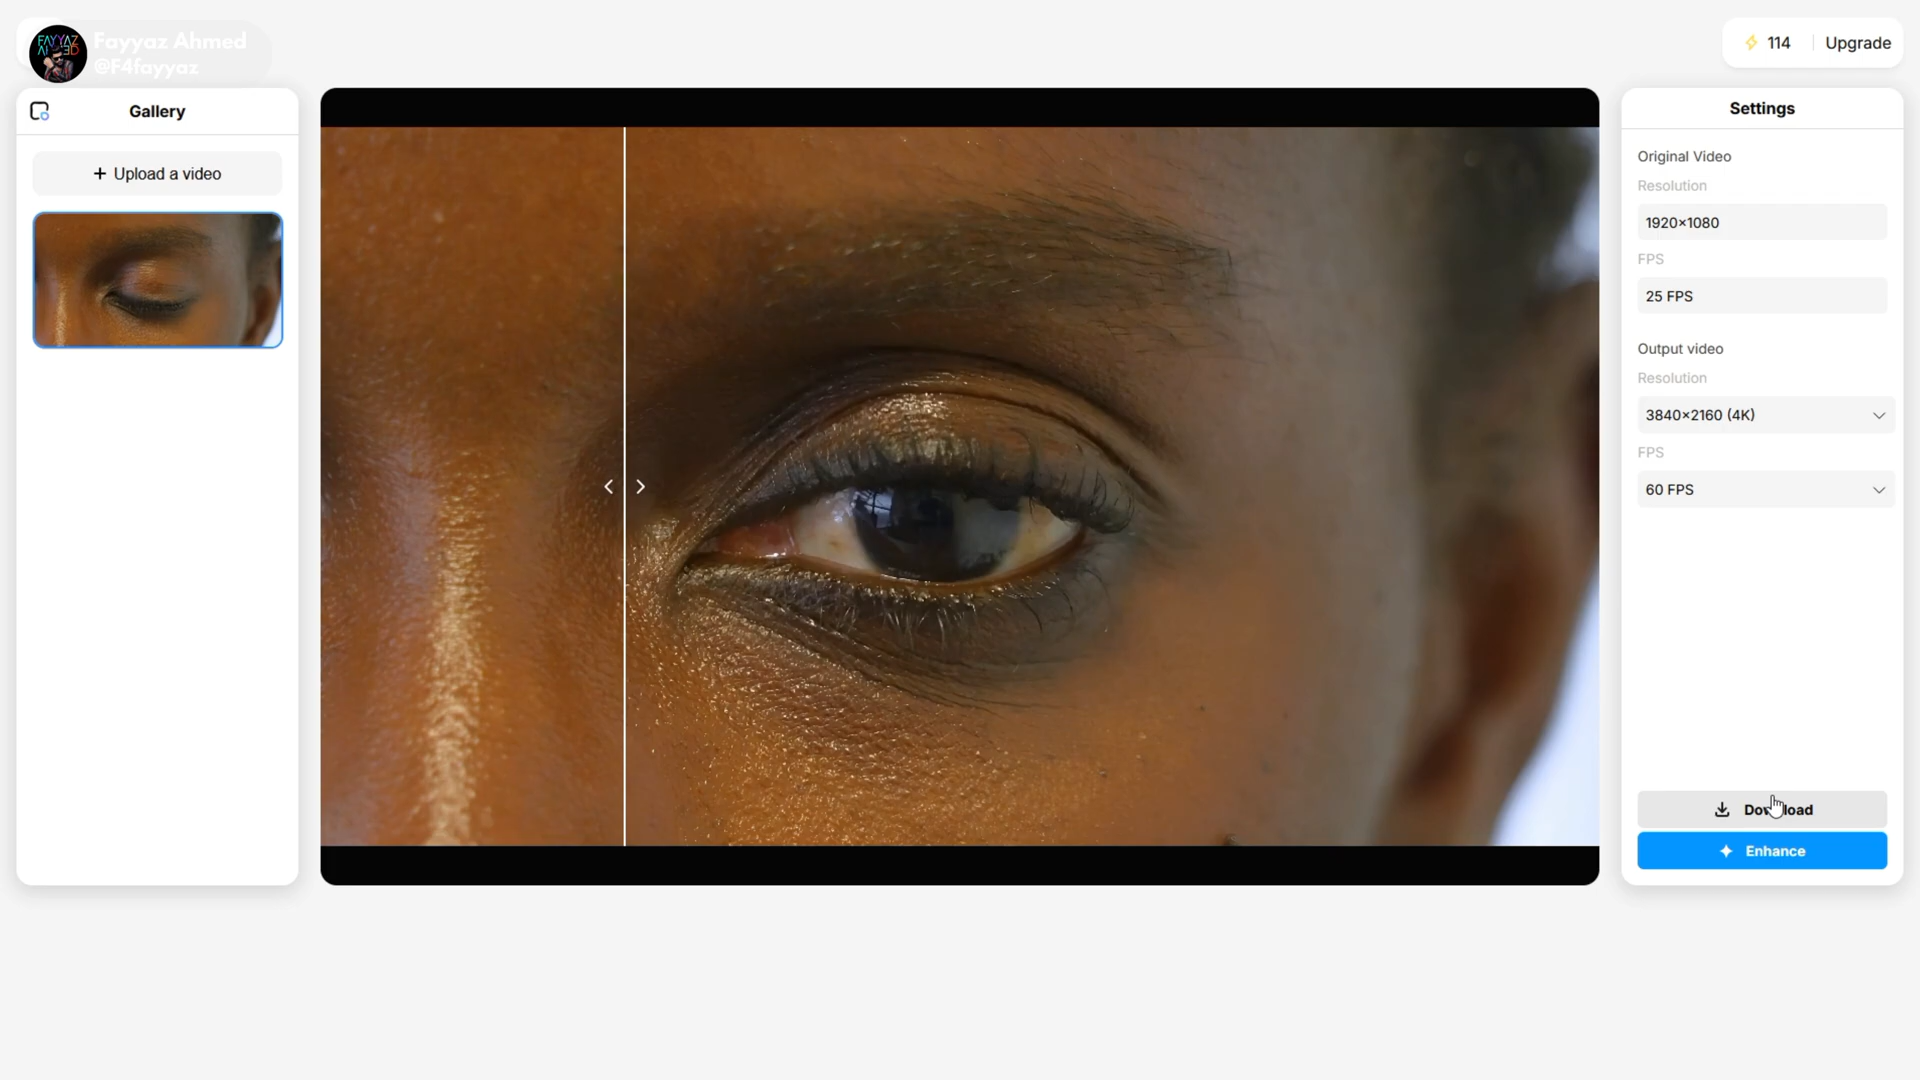 FAYYAZ
Fayyaz Ahmed
@F4fayyaz
114
Upgrade
Gallery
+ Upload a video
Settings
Original Video
Resolution
1920×1080
FPS
25 FPS
Output video
Resolution
3840×2160 (4K)
FPS
60 FPS
Download
Enhance